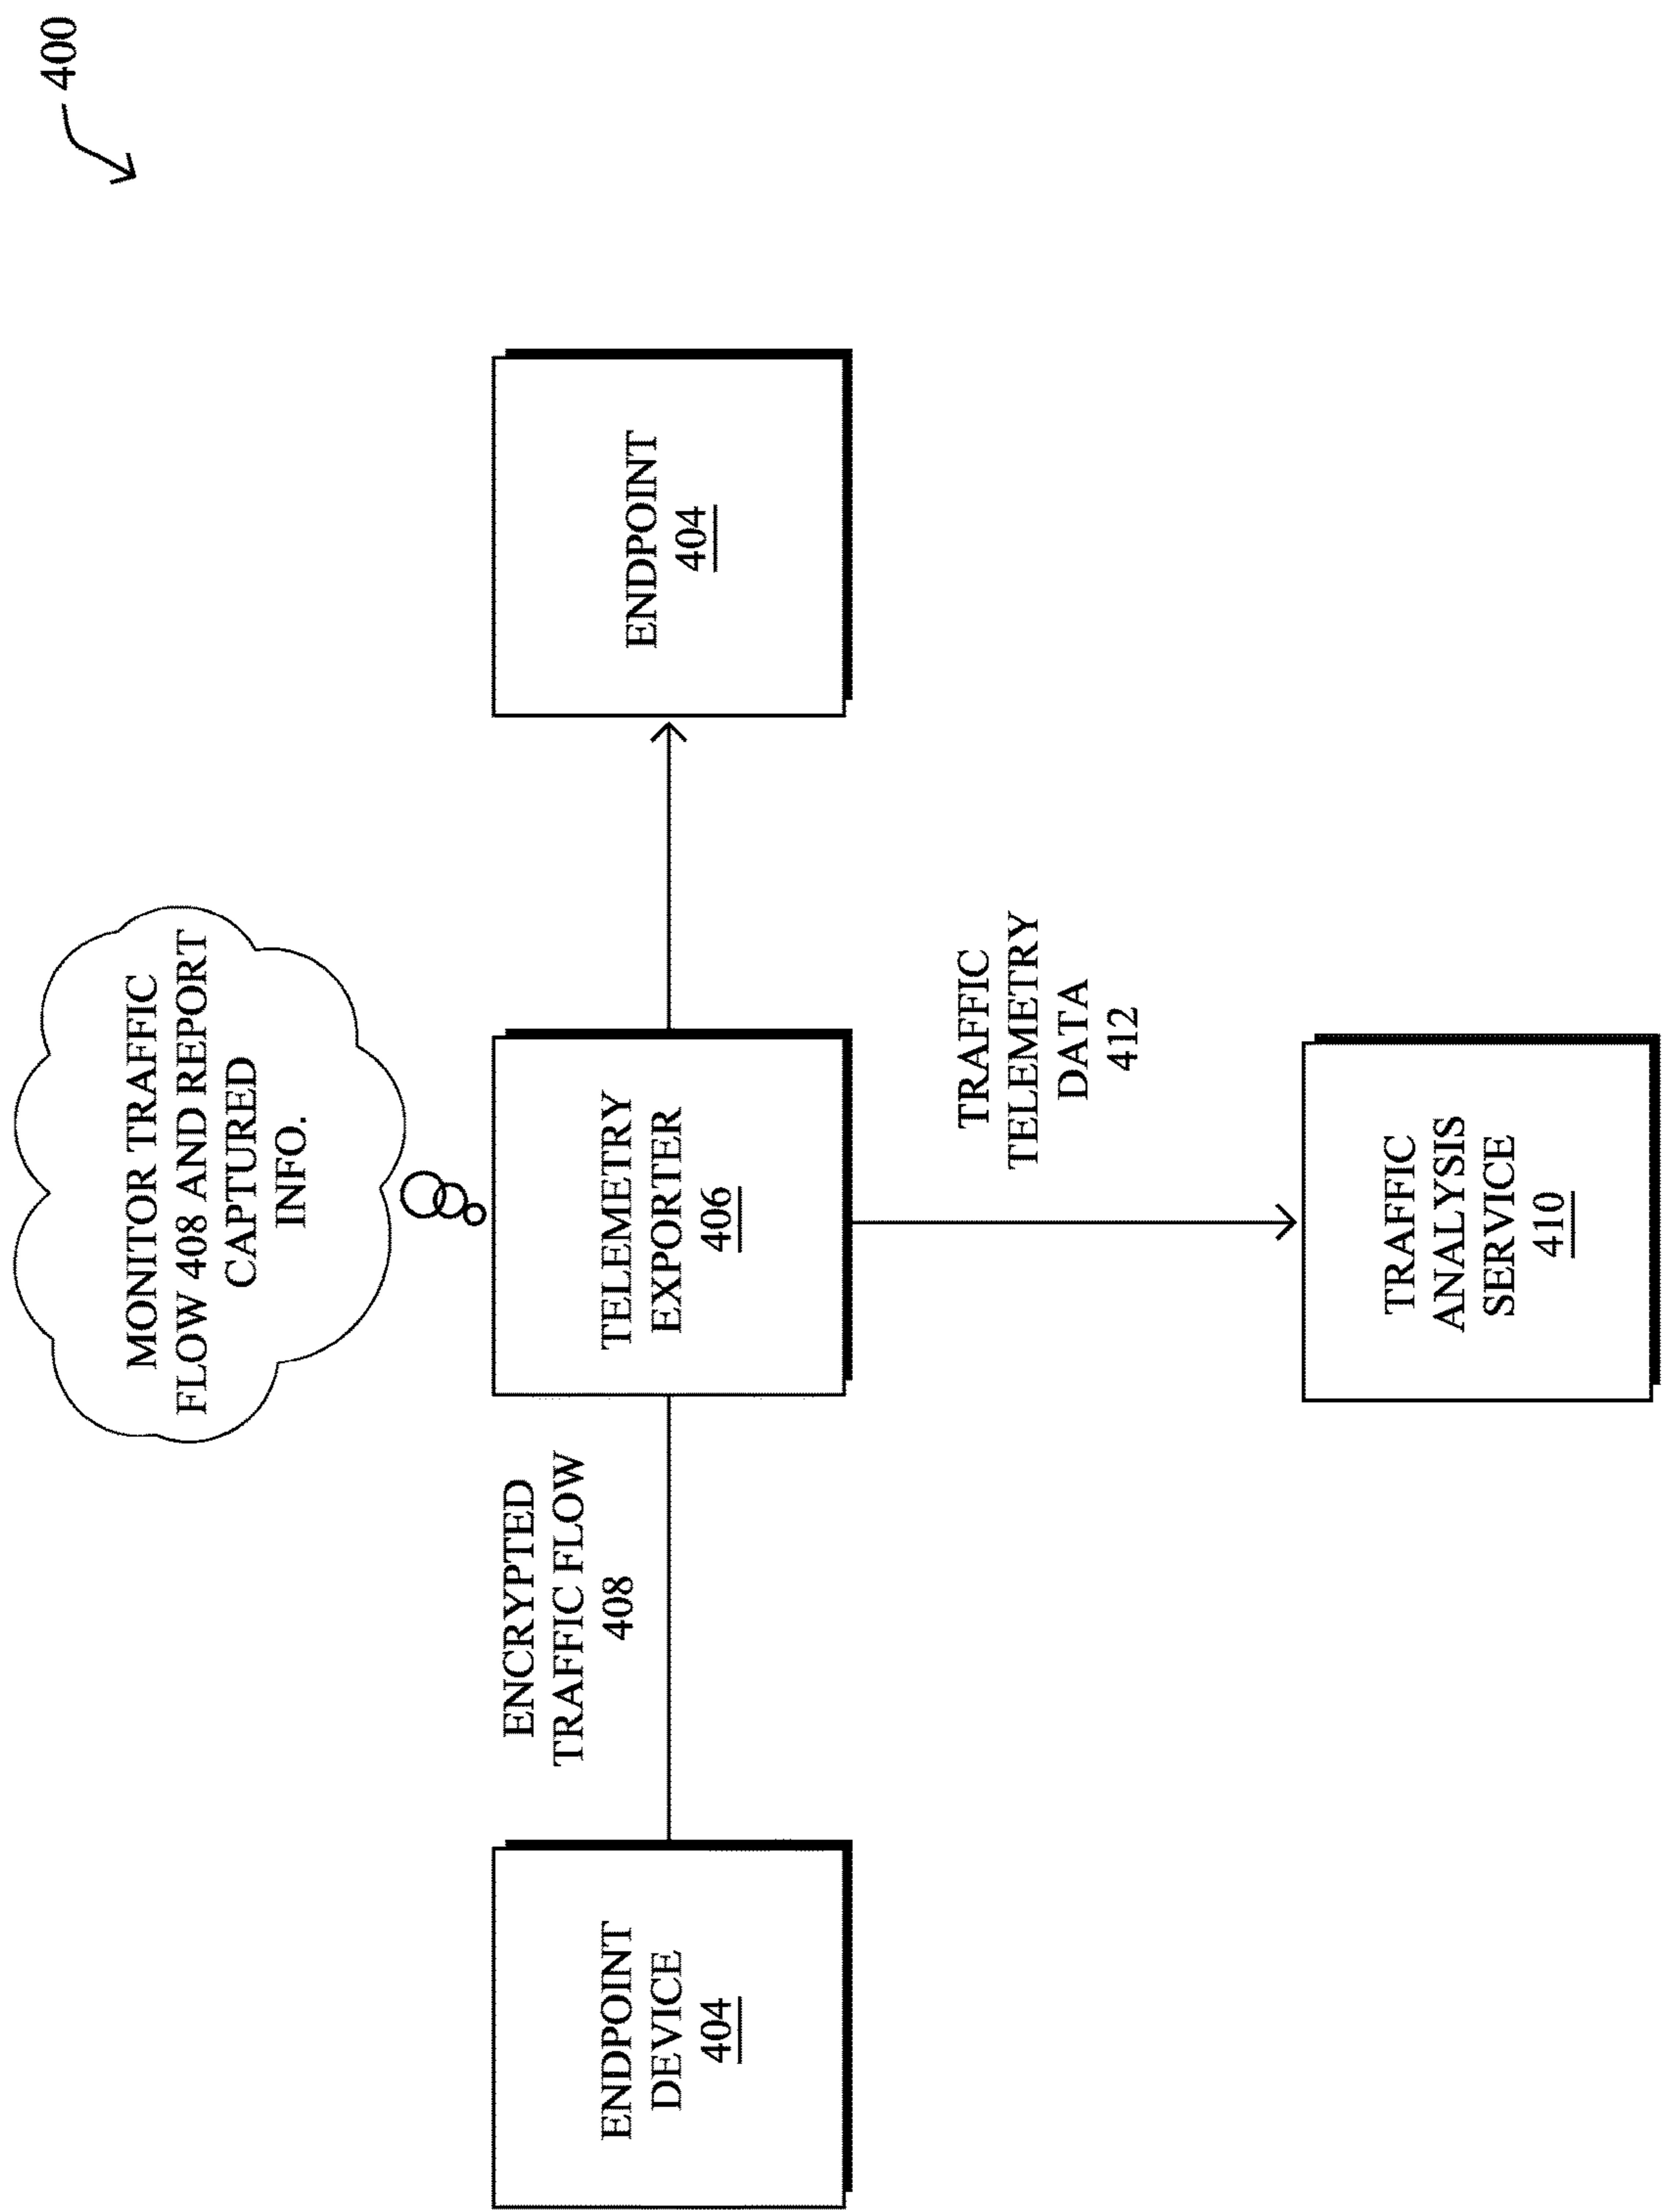 400
MONITOR TRAFFIC
FLOW 408 AND REPORT
CAPTURED
INFO.
ENCRYPTED
TRAFFIC FLOW
408
ENDPOINT
DEVICE
404
TELEMETRY
EXPORTER
406
ENDPOINT
404
TRAFFIC
TELEMETRY
DATA
412
TRAFFIC
ANALYSIS
SERVICE
410